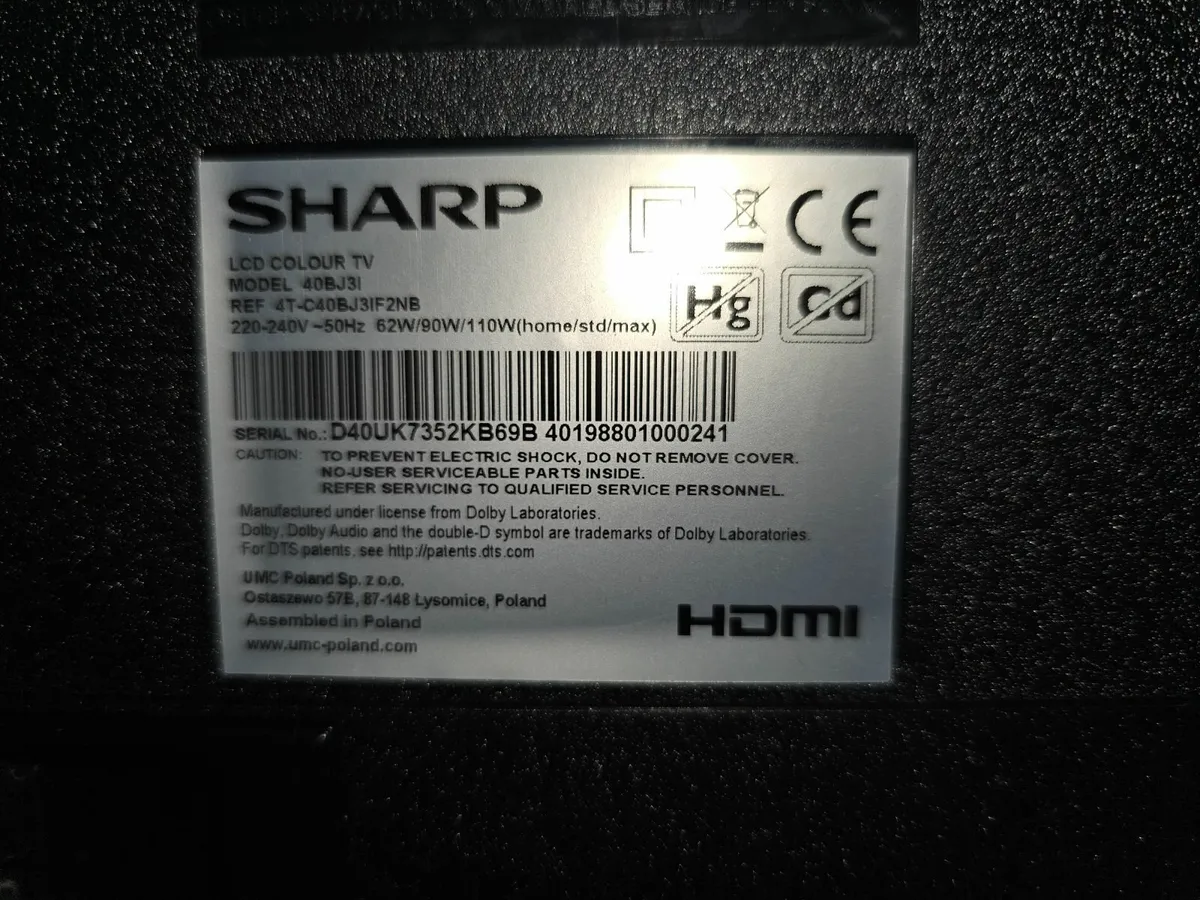 SHARP
CE
LCD COLOUR TV
MODEL 40BJ3I
REF 4T-C40BJ3IF2NB
220-240V ~50Hz 62W/90W/110W(home/std/max)
Hg Cd
SERIAL No.: D40UK7352KB69B 40198801000241
CAUTION: TO PREVENT ELECTRIC SHOCK, DO NOT REMOVE COVER.
NO-USER SERVICEABLE PARTS INSIDE.
REFER SERVICING TO QUALIFIED SERVICE PERSONNEL.
Manufactured under license from Dolby Laboratories.
Dolby, Dolby Audio and the double-D symbol are trademarks of Dolby Laboratories.
For DTS patents, see http://patents.dts.com
UMC Poland Sp. z o.o.
Ostaszewo 57B, 87-148 Łysomice, Poland
Assembled in Poland
www.umc-poland.com
HDMI